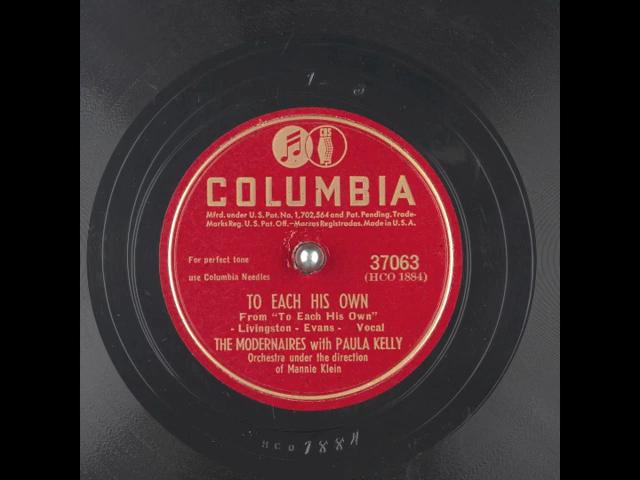 CBS
COLUMBIA
Mfrd. under U.S. Pat. No. 1,702,564 and Pat. Pending. Trade-
Marks Reg. U.S. Pat. Off.—Marcas Registradas. Made in U.S.A.
For perfect tone
use Columbia Needles
37063
(HCO 1884)
TO EACH HIS OWN
From "To Each His Own"
- Livingston - Evans - Vocal
THE MODERNAIRES with PAULA KELLY
Orchestra under the direction
of Mannie Klein
HCO 1884